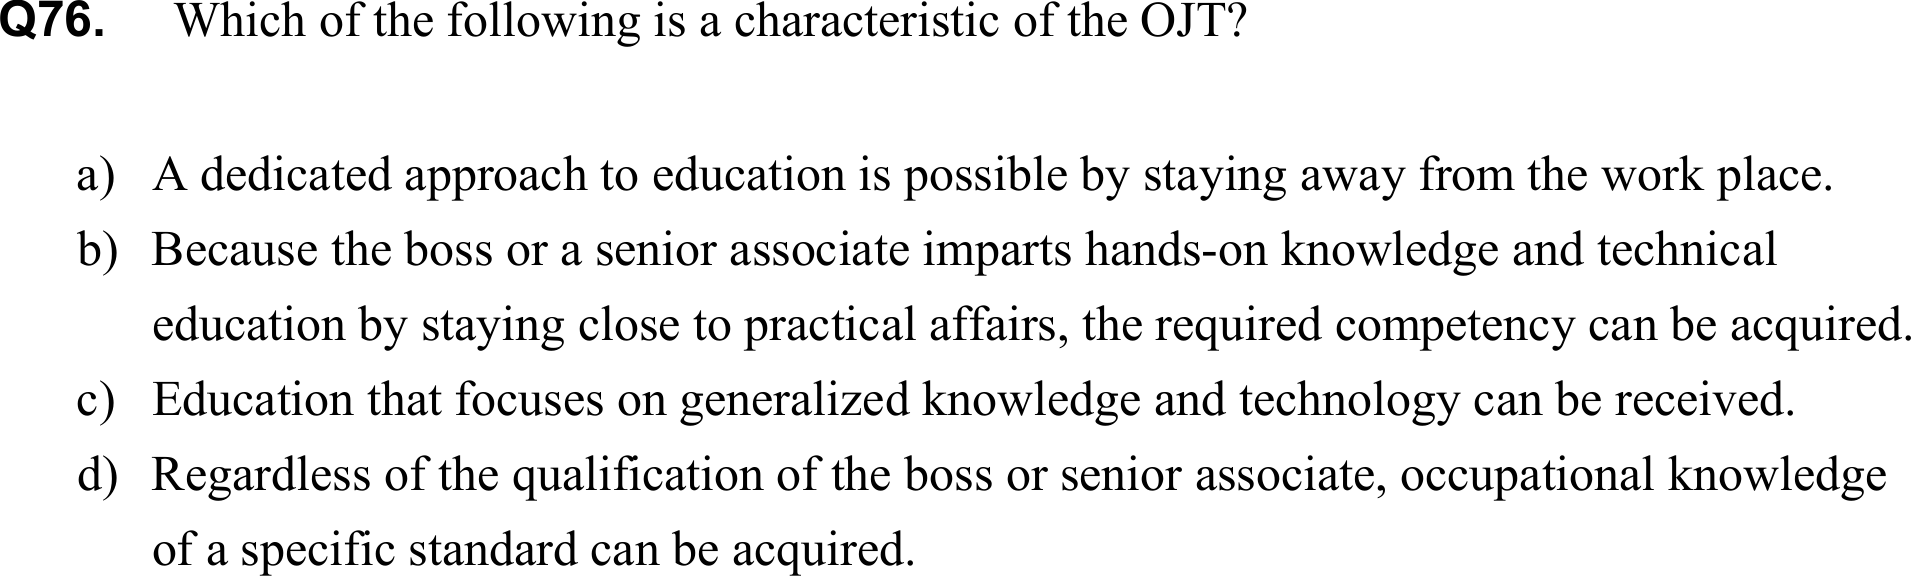 Q76. Which of the following is a characteristic of the OJT?
a) A dedicated approach to education is possible by staying away from the work place.
b) Because the boss or a senior associate imparts hands-on knowledge and technical
education by staying close to practical affairs, the required competency can be acquired.
c) Education that focuses on generalized knowledge and technology can be received.
d) Regardless of the qualification of the boss or senior associate, occupational knowledge
of a specific standard can be acquired.